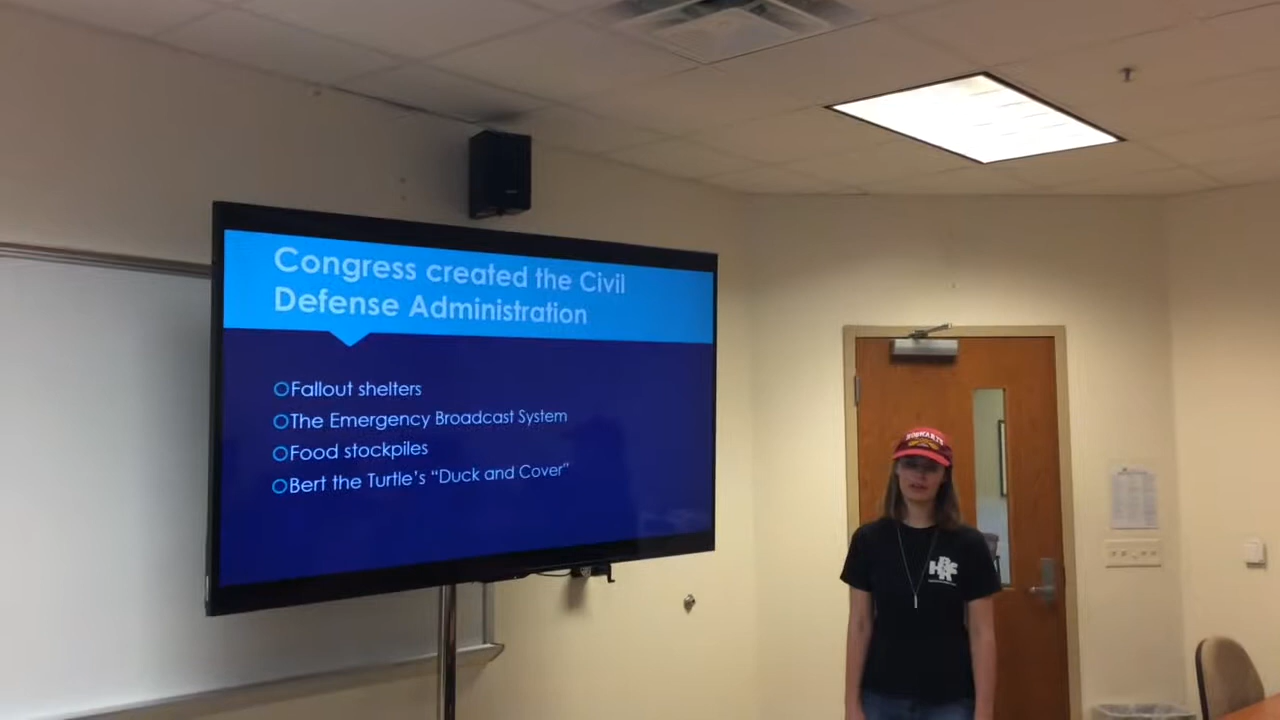 Congress created the Civil
Defense Administration
Fallout shelters
The Emergency Broadcast System
Food stockpiles
Bert the Turtle's “Duck and Cover”
HOGWARTS